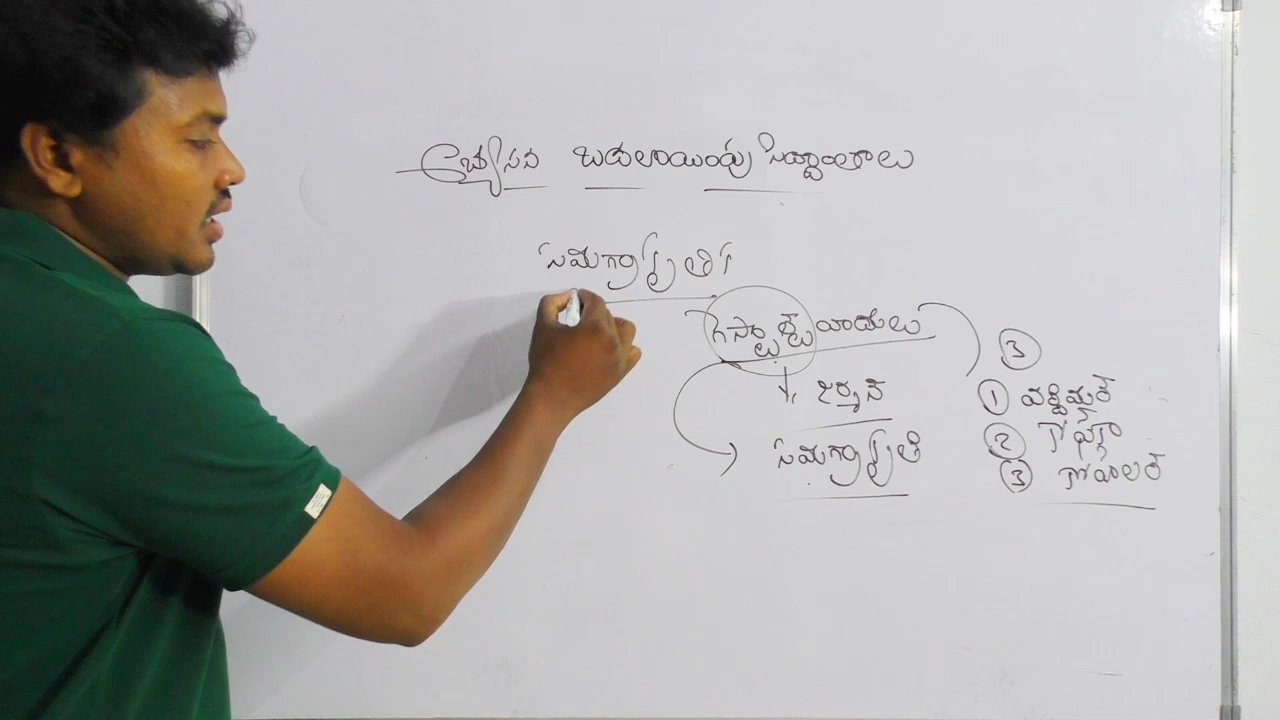 అభ్యసన బదలాయింపు సిద్ధాంతాలు
సమగ్రాకృతి
గెస్టాల్ట్ వాదులు
జర్మన్
సమగ్రాకృతి
3
1 వర్థిమర్
2 కోఫ్కా
3 కోహెలర్